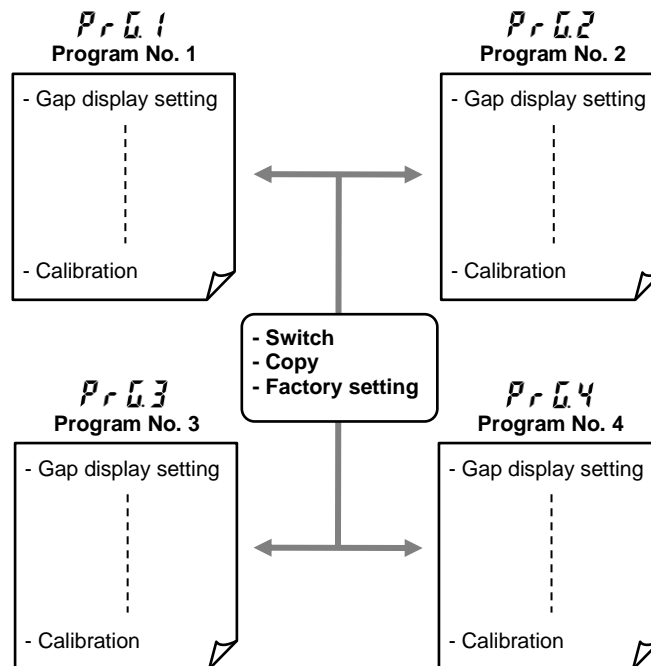 PrG.1
Program No. 1
- Gap display setting
- Calibration
PrG.2
Program No. 2
- Gap display setting
- Calibration
- Switch
- Copy
- Factory setting
PrG.3
Program No. 3
- Gap display setting
- Calibration
PrG.4
Program No. 4
- Gap display setting
- Calibration